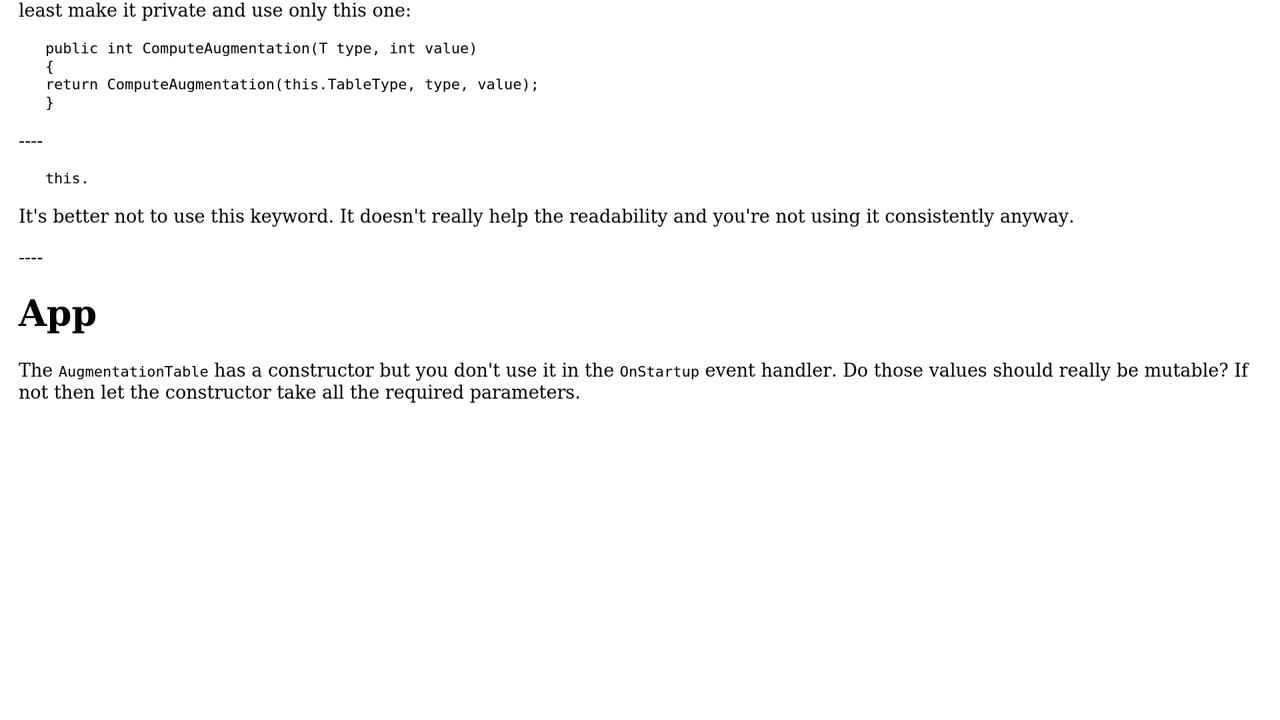 least make it private and use only this one:
public int ComputeAugmentation(T type, int value)
{
return ComputeAugmentation(this.TableType, type, value);
}
----
this.
It's better not to use this keyword. It doesn't really help the readability and you're not using it consistently anyway.
----
App
The AugmentationTable has a constructor but you don't use it in the OnStartup event handler. Do those values should really be mutable? If
not then let the constructor take all the required parameters.